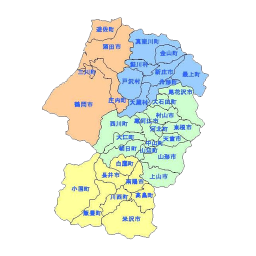 遊佐町
真室川町
酒田市
金山町
三川町
鮭川村
新庄市
最上町
戸沢村
舟形町
庄内町
大蔵村
尾花沢市
大石田町
鶴岡市
村山市
西川町
寒河江市
河北町
東根市
大江町
天童市
中山町
朝日町
山辺町
山形市
白鷹町
上山市
長井市
南陽市
小国町
川西町
高畠町
飯豊町
米沢市